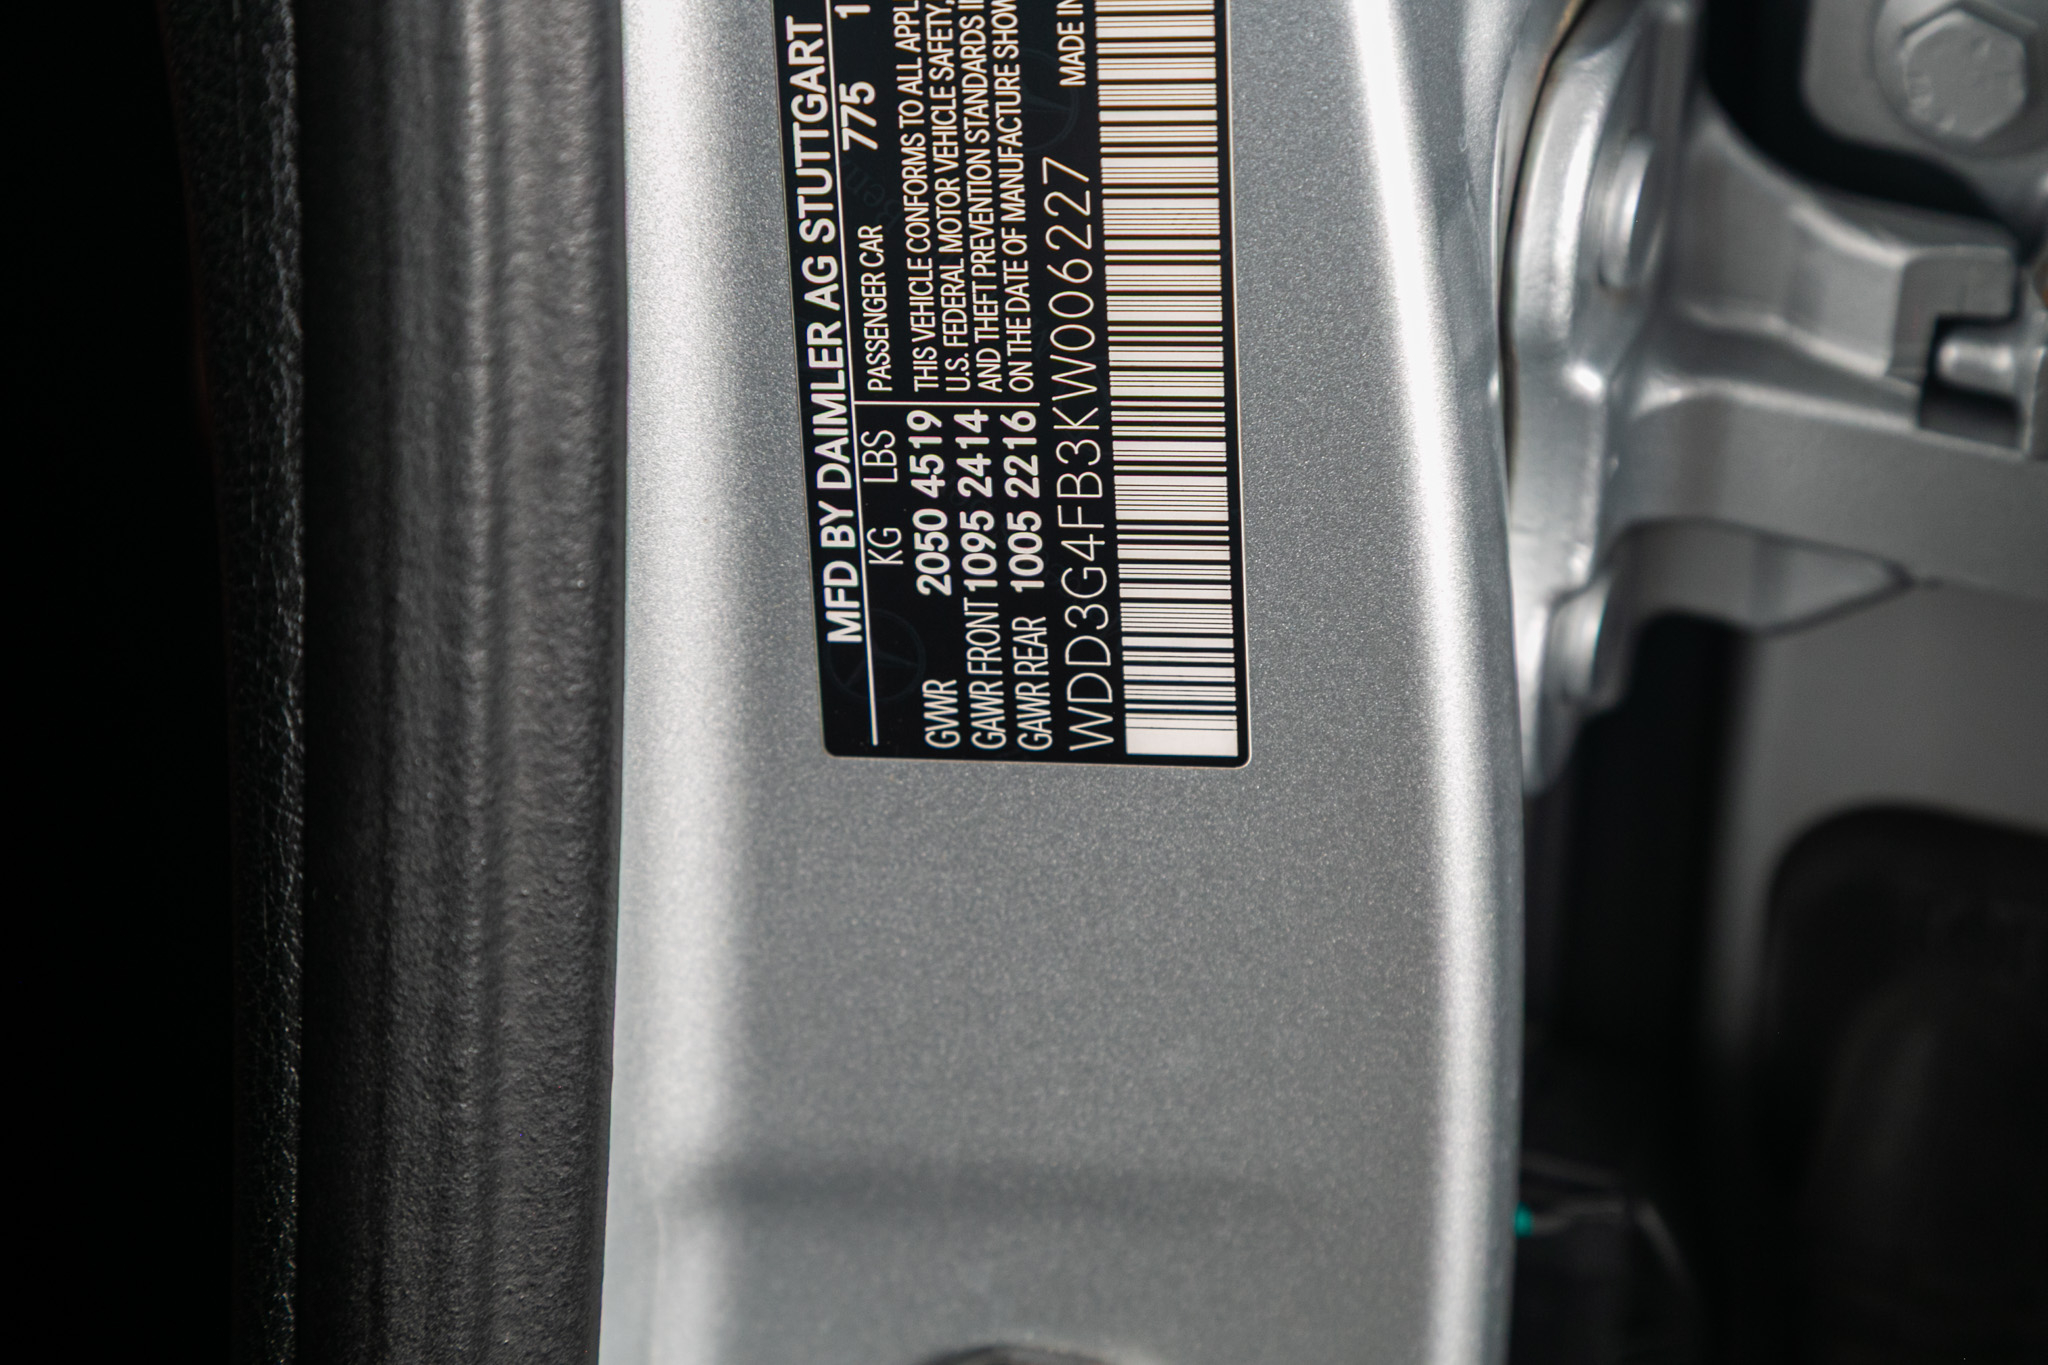 MFD BY DAIMLER AG STUTTGART
KG LBS PASSENGER CAR 775 1
GVWR 2050 4519 THIS VEHICLE CONFORMS TO ALL APPL
GAWR FRONT 1095 2414 U.S. FEDERAL MOTOR VEHICLE SAFETY,
AND THEFT PREVENTION STANDARDS
GAWR REAR 1005 2216 ON THE DATE OF MANUFACTURE SHOW
WDD3G4FB3KW006227 MADE IN